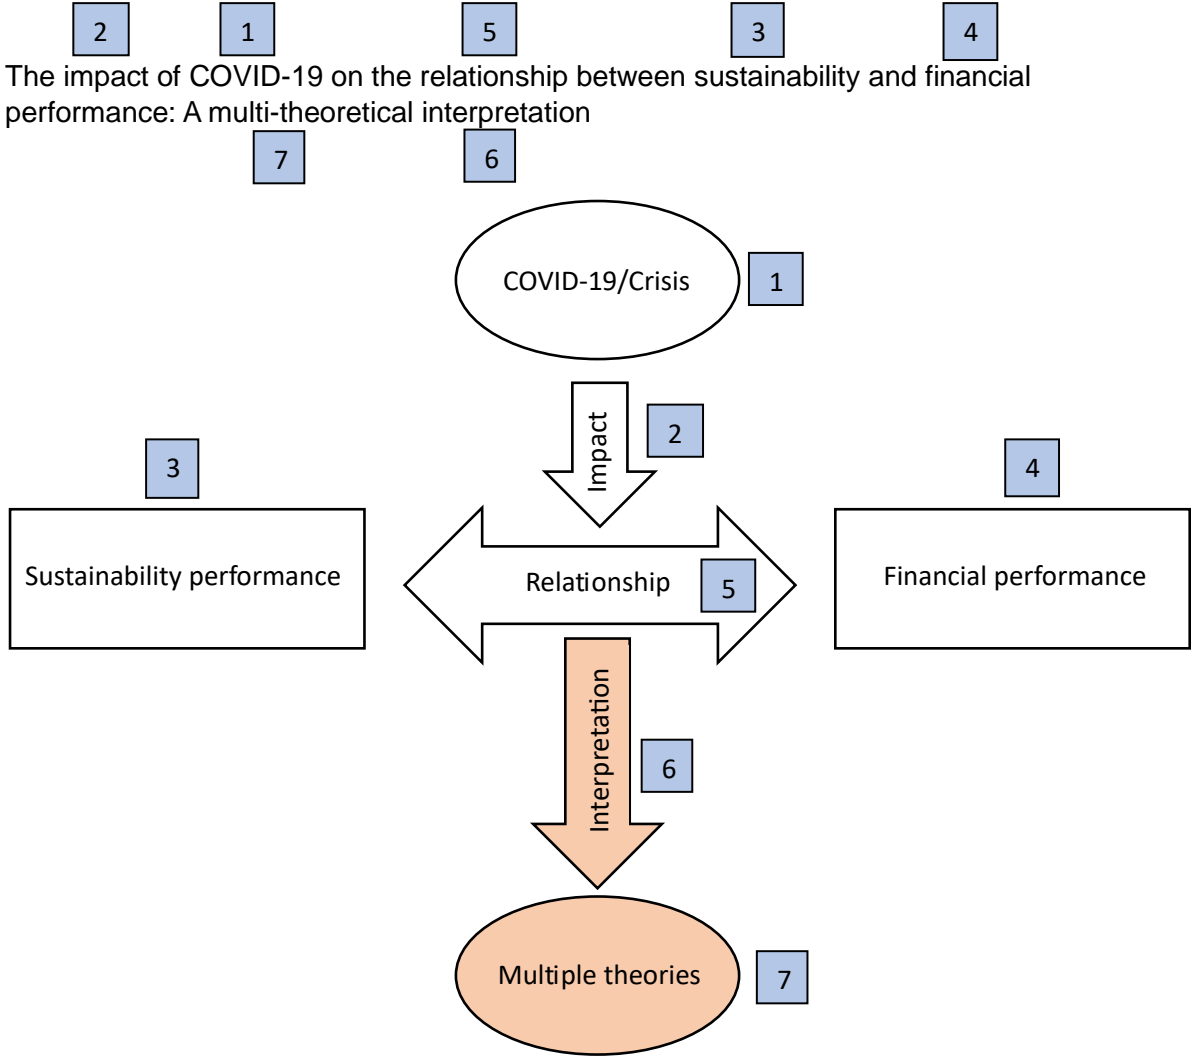 2 1 5 3 4
The impact of COVID-19 on the relationship between sustainability and financial
performance: A multi-theoretical interpretation
7 6
COVID-19/Crisis 1
Impact 2
3 4
Sustainability performance Relationship 5 Financial performance
Interpretation 6
Multiple theories 7